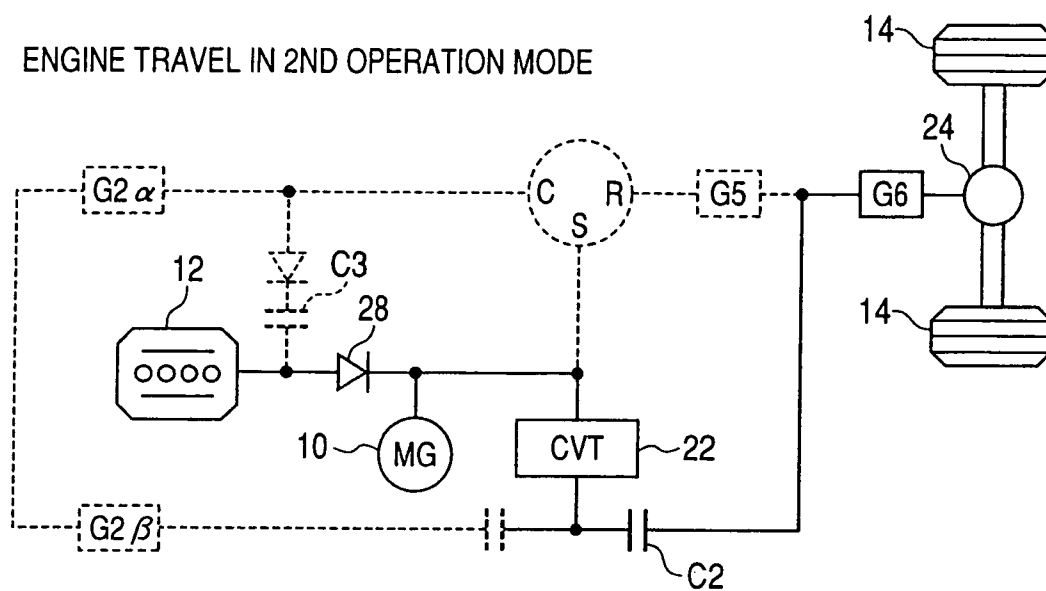 14
ENGINE TRAVEL IN 2ND OPERATION MODE
24
G2 α
C
R
G5
G6
S
12
C3
28
14
10
MG
CVT
22
G2 β
C2